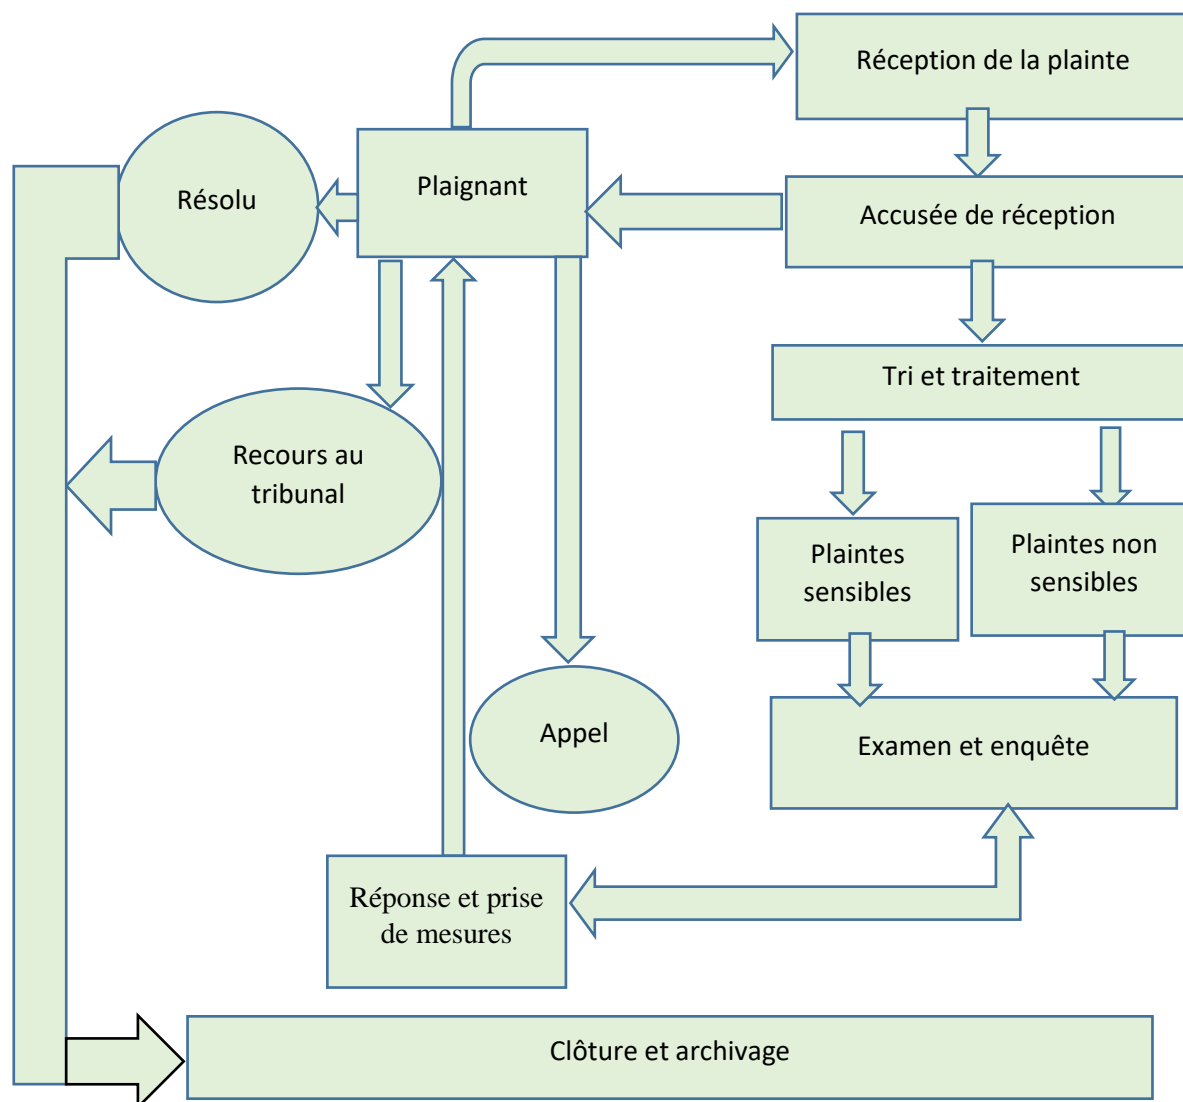 Réception de la plainte
Plaignant
Résolu
Accusée de réception
Tri et traitement
Recours au
tribunal
Plaintes
sensibles
Plaintes non
sensibles
Appel
Examen et enquête
Réponse et prise
de mesures
Clôture et archivage